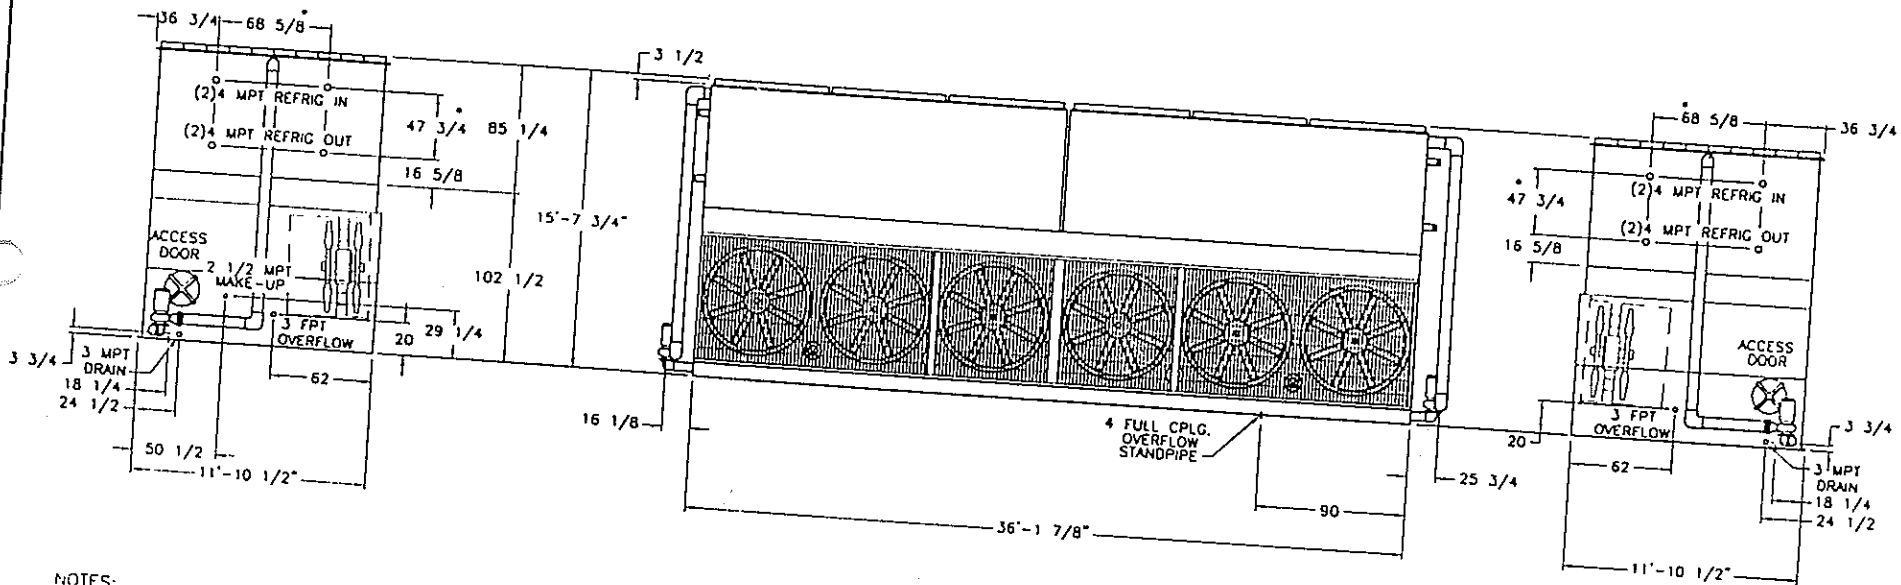 36 3/4
68 5/8
•
(2)4 MPT REFRIG IN
(2)4 MPT REFRIG OUT
47 3/4
•
85 1/4
16 5/8
15'-7 3/4"
102 1/2
ACCESS
DOOR
2 1/2 MPT
MAKE-UP
3 FPT
OVERFLOW
20
29 1/4
3 3/4
3 MPT
DRAIN
18 1/4
24 1/2
62
50 1/2
11'-10 1/2"
3 1/2
16 1/8
4 FULL CPLG.
OVERFLOW
STANDPIPE
90
25 3/4
36'-1 7/8"
•
68 5/8
36 3/4
(2)4 MPT REFRIG IN
•
47 3/4
(2)4 MPT REFRIG OUT
16 5/8
ACCESS
DOOR
3 FPT
OVERFLOW
20
3 3/4
62
3 MPT
DRAIN
18 1/4
24 1/2
11'-10 1/2"
NOTES: